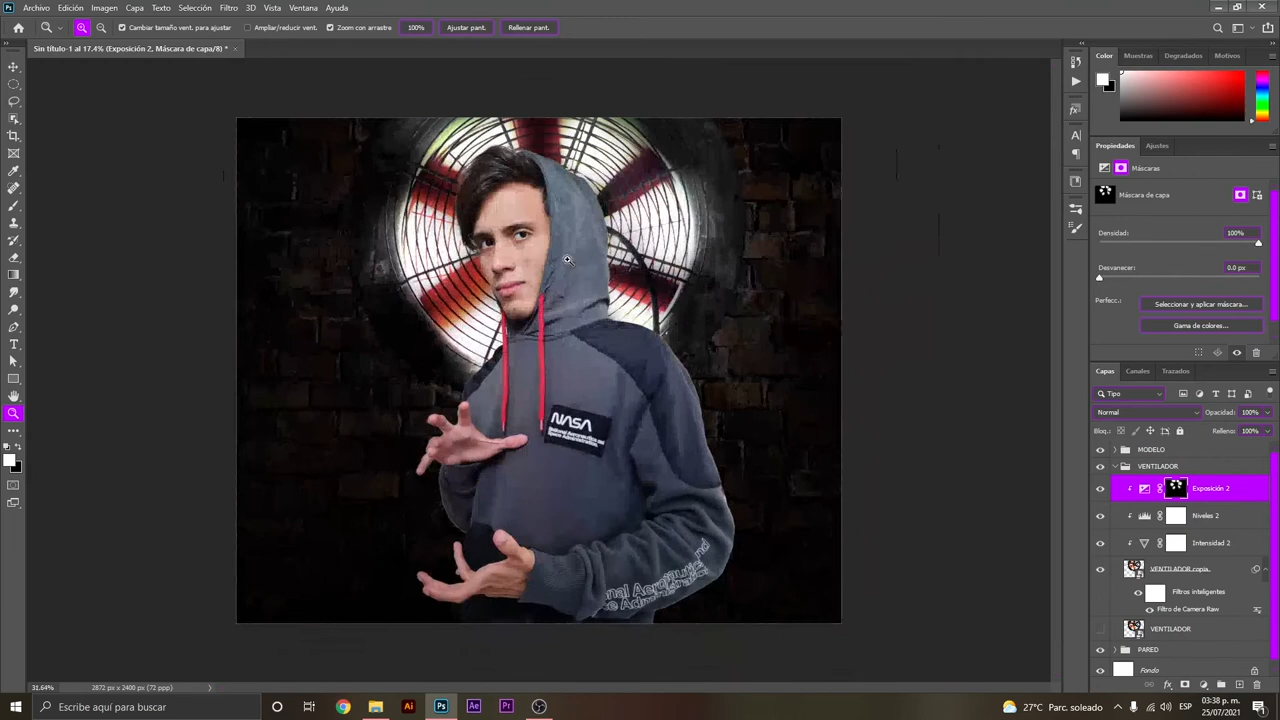 Archivo Edición Imagen Capa Texto Selección Filtro 3D Vista Ventana Ayuda
Cambiar tamaño vent. para ajustar Ampliar/reducir vent. Zoom con arrastre 100% Ajustar pant. Rellenar pant.
Sin título-1 al 17.4% (Exposición 2, Máscara de capa/8) * ×
Color Muestras Degradados Motivos
Propiedades Ajustes
Máscaras
Máscara de capa
Densidad: 100%
Desvanecer: 0.0 px
Perfecc.: Seleccionar y aplicar máscara...
Gama de colores...
Capas Canales Trazados
Tipo
Normal Opacidad: 100%
Bloq.: Relleno: 100%
MODELO
VENTILADOR
Exposición 2
Niveles 2
Intensidad 2
VENTILADOR copia
Filtros inteligentes
Filtro de Camera Raw
VENTILADOR
PARED
Fondo
NASA
National Aeronautics and
Space Administration
31.64% 2872 px x 2400 px (72 ppp)
Escribe aquí para buscar
27°C Parc. soleado ESP 03:38 p. m.
25/07/2021